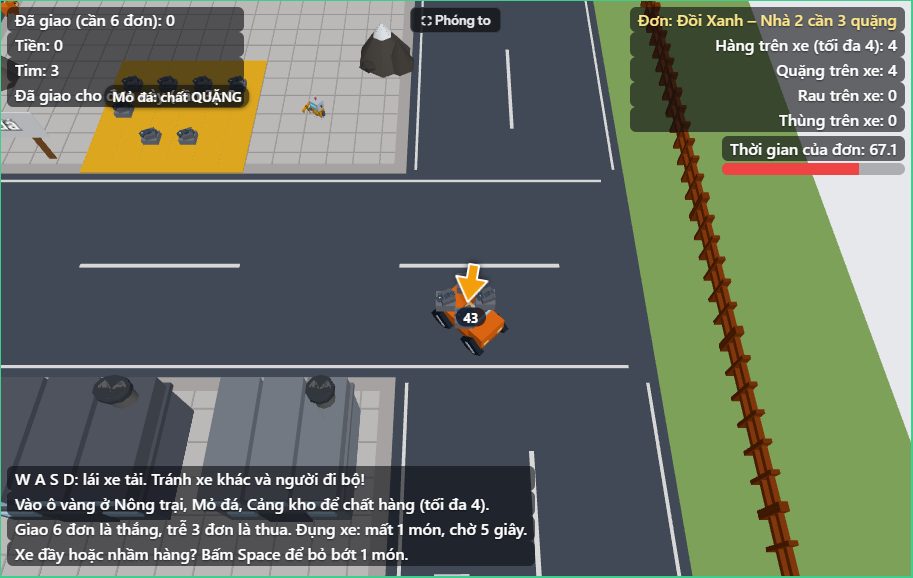 Đã giao (cần 6 đơn): 0
Tiền: 0
Tim: 3
Đã giao cho
Mỏ đá: chất QUẶNG
Phóng to
Đơn: Đồi Xanh – Nhà 2 cần 3 quặng
Hàng trên xe (tối đa 4): 4
Quặng trên xe: 4
Rau trên xe: 0
Thùng trên xe: 0
Thời gian của đơn: 67.1
43
W A S D: lái xe tải. Tránh xe khác và người đi bộ!
Vào ô vàng ở Nông trại, Mỏ đá, Cảng kho để chất hàng (tối đa 4).
Giao 6 đơn là thắng, trễ 3 đơn là thua. Đụng xe: mất 1 món, chờ 5 giây.
Xe đầy hoặc nhầm hàng? Bấm Space để bỏ bớt 1 món.